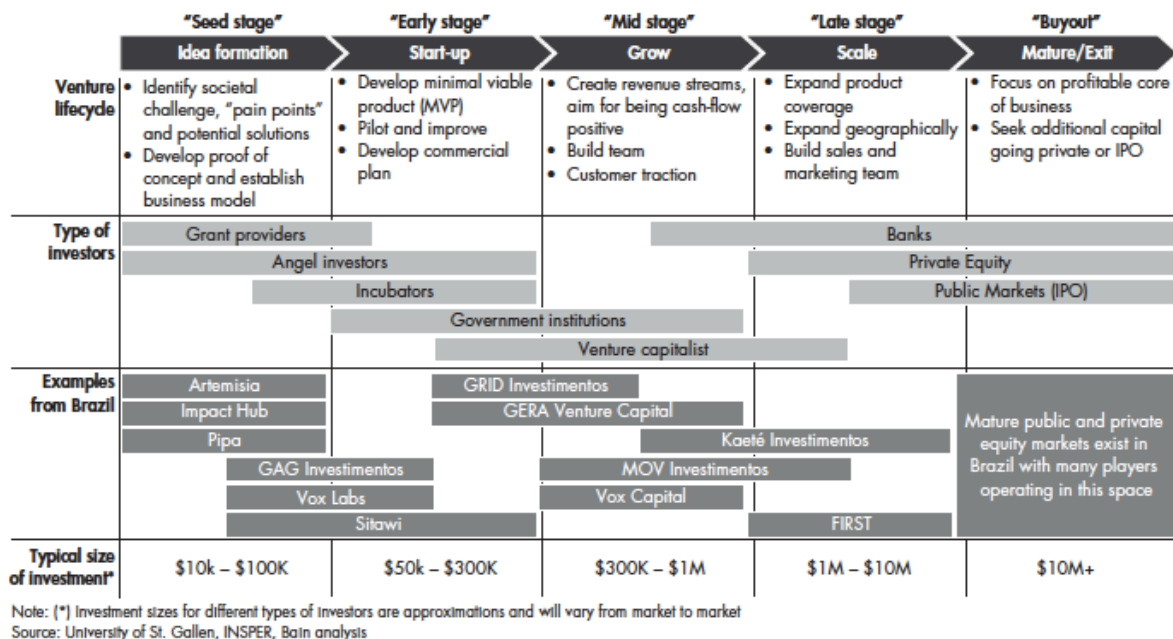 “Seed stage” “Early stage” “Mid stage” “Late stage” “Buyout”
Idea formation Start-up Grow Scale Mature/Exit
Venture lifecycle
• Identify societal
challenge, “pain points”
and potential solutions
• Develop proof of
concept and establish
business model
• Develop minimal viable
product (MVP)
• Pilot and improve
• Develop commercial
plan
• Create revenue streams,
aim for being cash-flow
positive
• Build team
• Customer traction
• Expand product
coverage
• Expand geographically
• Build sales and
marketing team
• Focus on profitable core
of business
• Seek additional capital
going private or IPO
Type of
investors
Grant providers
Banks
Angel investors
Private Equity
Incubators
Public Markets (IPO)
Government institutions
Venture capitalist
Examples
from Brazil
Artemisia
GRID Investimentos
Impact Hub
GERA Venture Capital
Pipa
Kaeté Investimentos
GAG Investimentos
MOV Investimentos
Vox Labs
Vox Capital
Sitawi
FIRST
Mature public and private
equity markets exist in
Brazil with many players
operating in this space
Typical size
of investment*
$10k – $100K $50k – $300K $300K – $1M $1M – $10M $10M+
Note: (*) Investment sizes for different types of investors are approximations and will vary from market to market
Source: University of St. Gallen, INSPER, Bain analysis